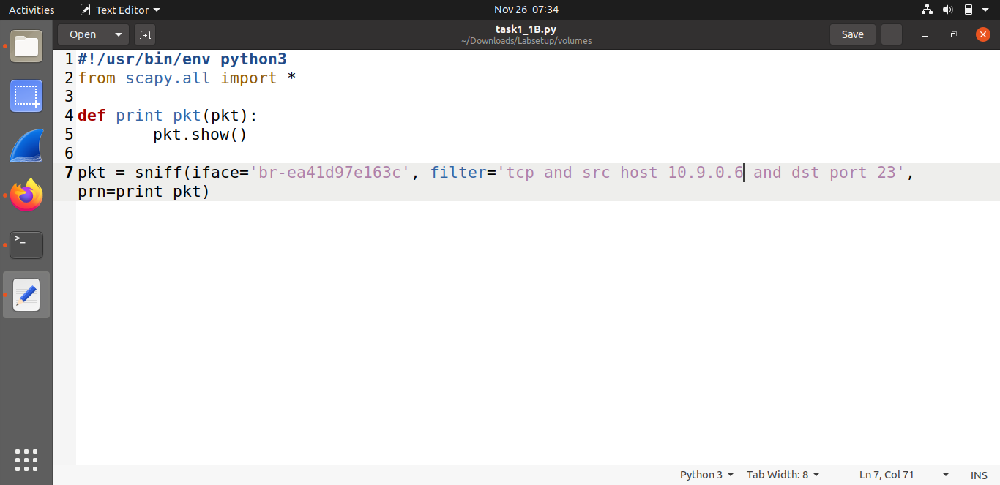 Activities Text Editor Nov 26 07:34
Open task1_1B.py Save
~/Downloads/Labsetup/volumes
1 #!/usr/bin/env python3
2 from scapy.all import *
3
4 def print_pkt(pkt):
5         pkt.show()
6
7 pkt = sniff(iface='br-ea41d97e163c', filter='tcp and src host 10.9.0.6 and dst port 23',
prn=print_pkt)
>_
Python 3 Tab Width: 8 Ln 7, Col 71 INS